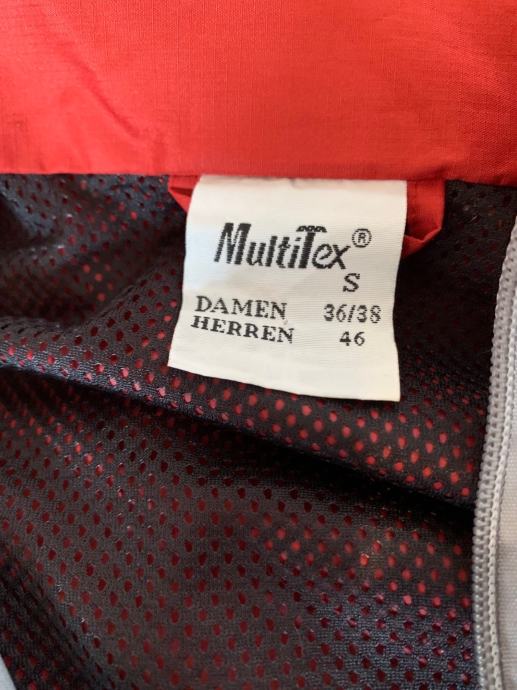 MultiTex®
S
DAMEN 36/38
HERREN 46